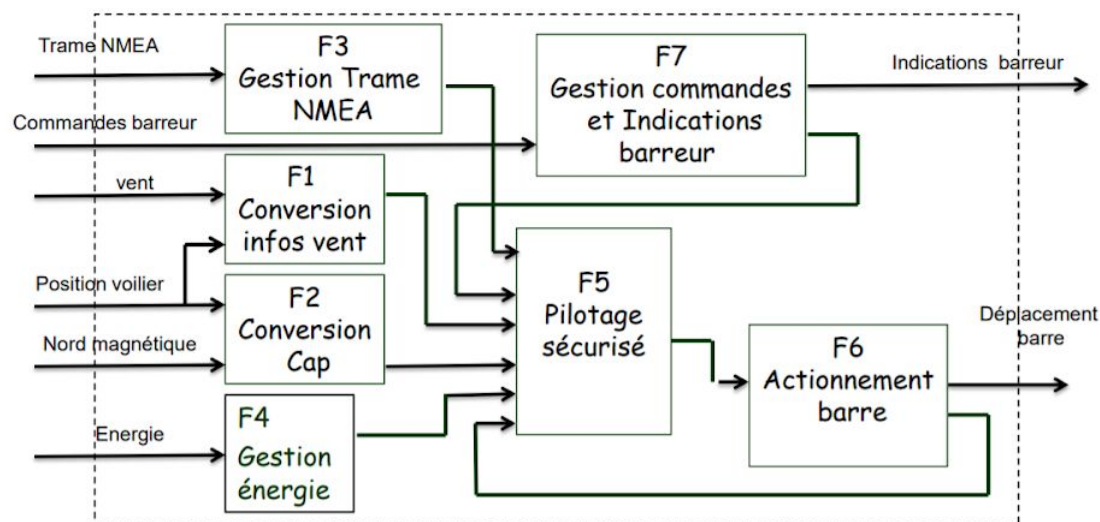 Trame NMEA
F3
Gestion Trame
NMEA
F7
Gestion commandes
et Indications
barreur
Indications barreur
Commandes barreur
vent
F1
Conversion
infos vent
Position voilier
F2
Conversion
Cap
Nord magnétique
F5
Pilotage
sécurisé
Déplacement
barre
F6
Actionnement
barre
Energie
F4
Gestion
énergie